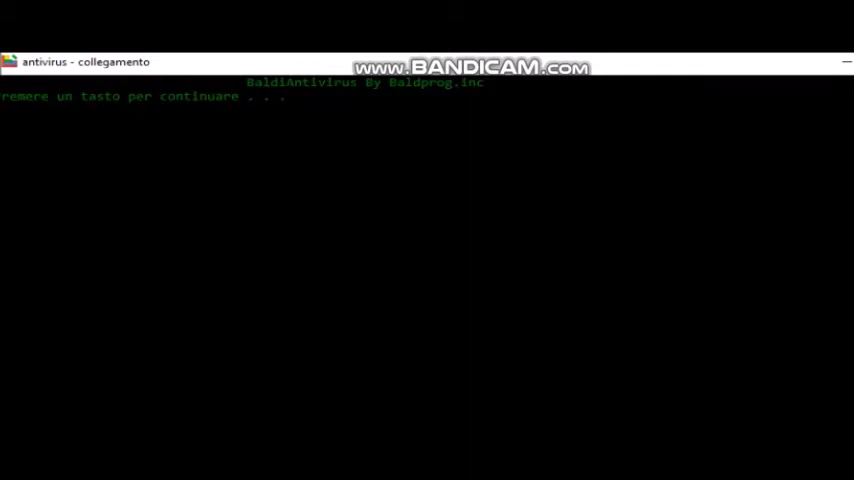 antivirus - collegamento
www.BANDICAM.com
BaldiAntivirus By Baldprog.inc
remere un tasto per continuare . . .